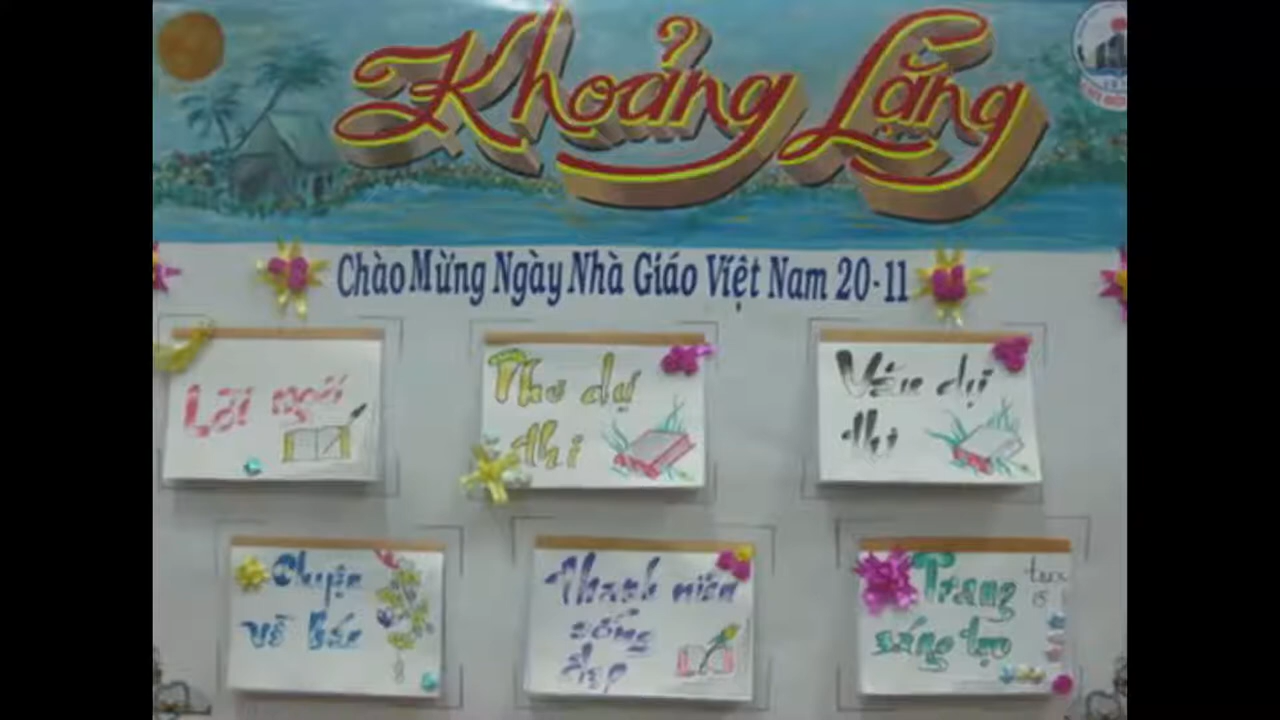 Khoảng Lặng
Chào Mừng Ngày Nhà Giáo Việt Nam 20-11
Lời ngỏ
Thơ dự
thi
Văn dự
thi
Chuyện
về Bác
Thanh niên
sống
đẹp
Trang
sáng tạo